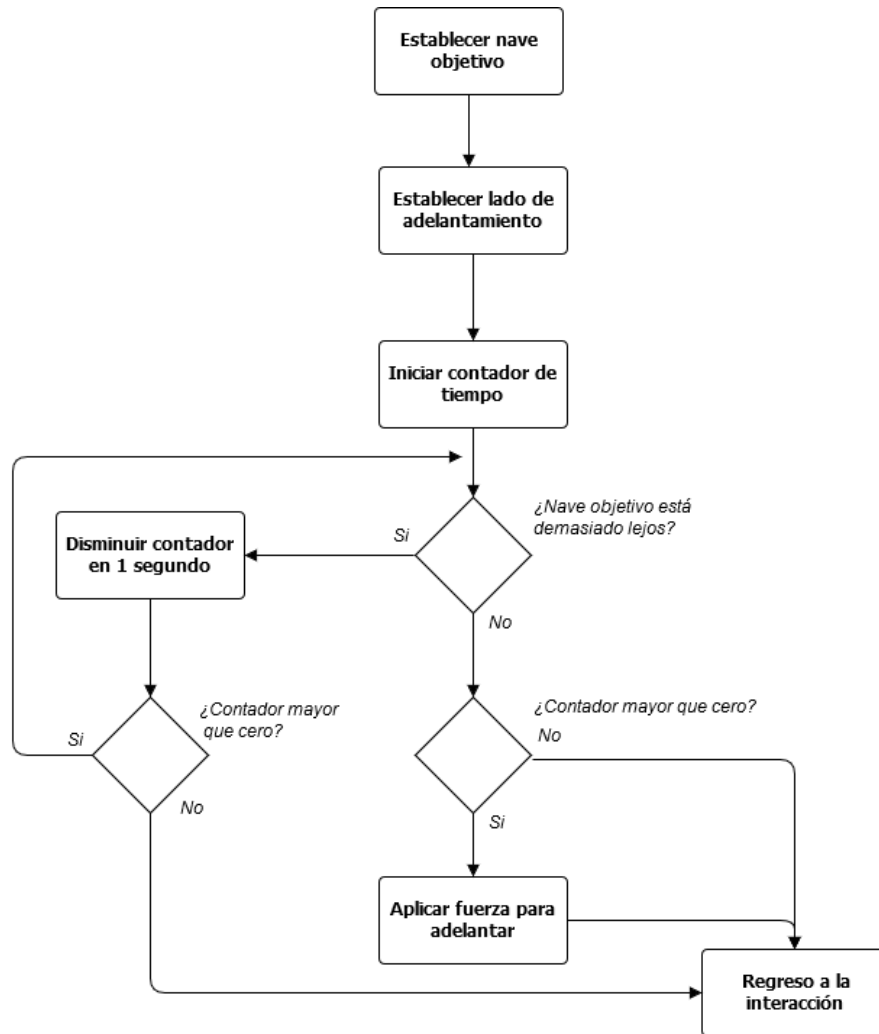 Establecer nave
objetivo
Establecer lado de
adelantamiento
Iniciar contador de
tiempo
¿Nave objetivo está
demasiado lejos?
Si
Disminuir contador
en 1 segundo
No
¿Contador mayor
que cero?
Si
No
¿Contador mayor que cero?
No
Si
Aplicar fuerza para
adelantar
Regreso a la
interacción